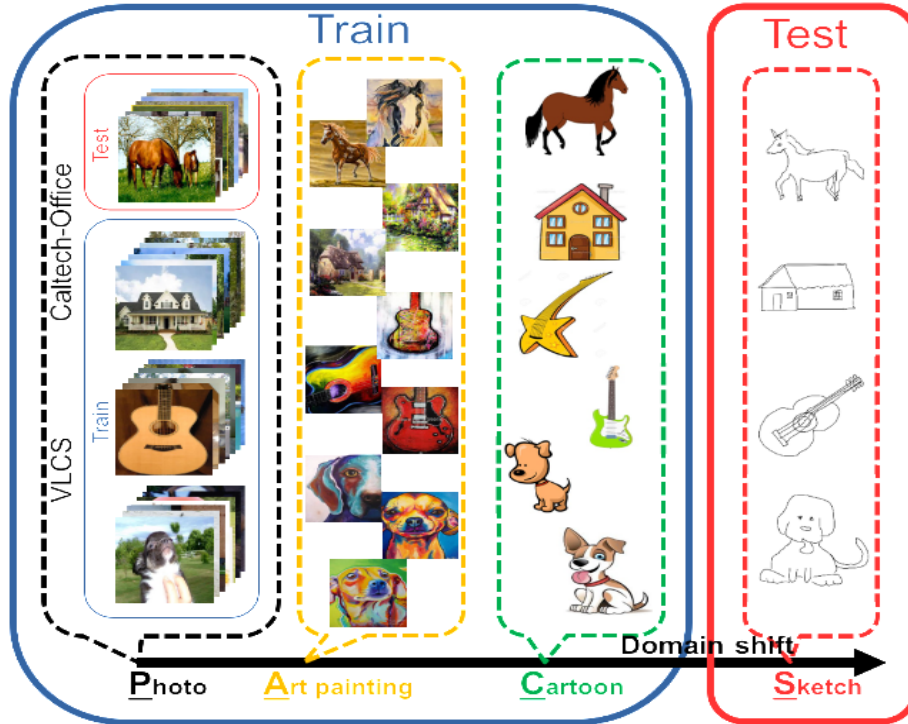 Train
Test
Caltech-Office
VLCS
Test
Train
Domain shift
Photo
Art painting
Cartoon
Sketch